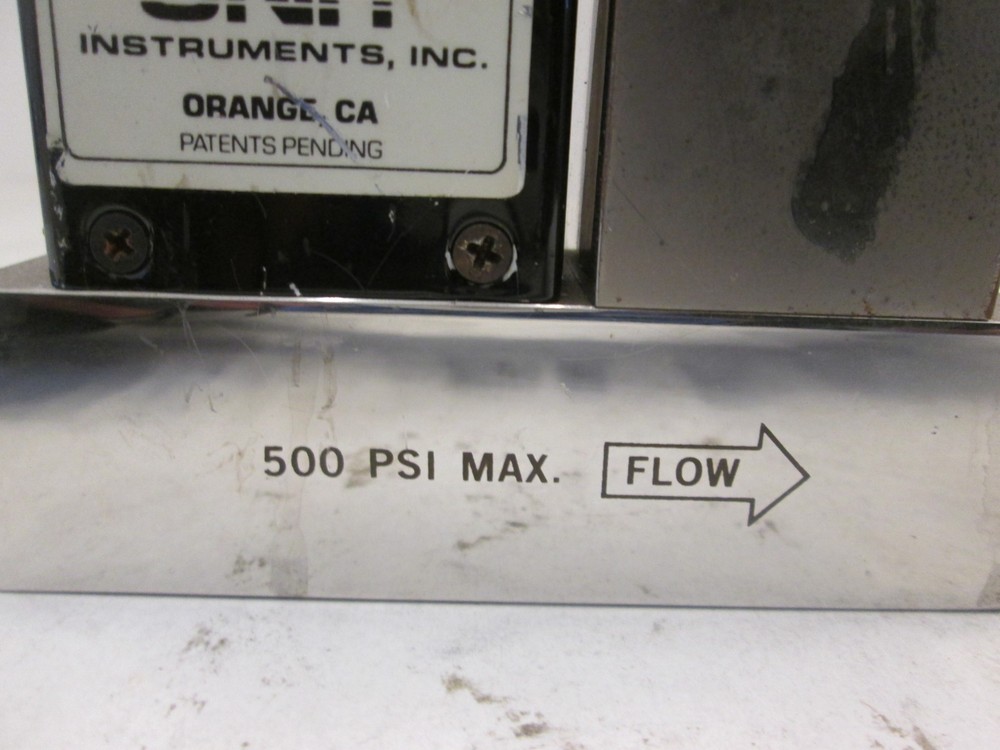 INSTRUMENTS, INC.
ORANGE, CA
PATENTS PENDING
500 PSI MAX. FLOW